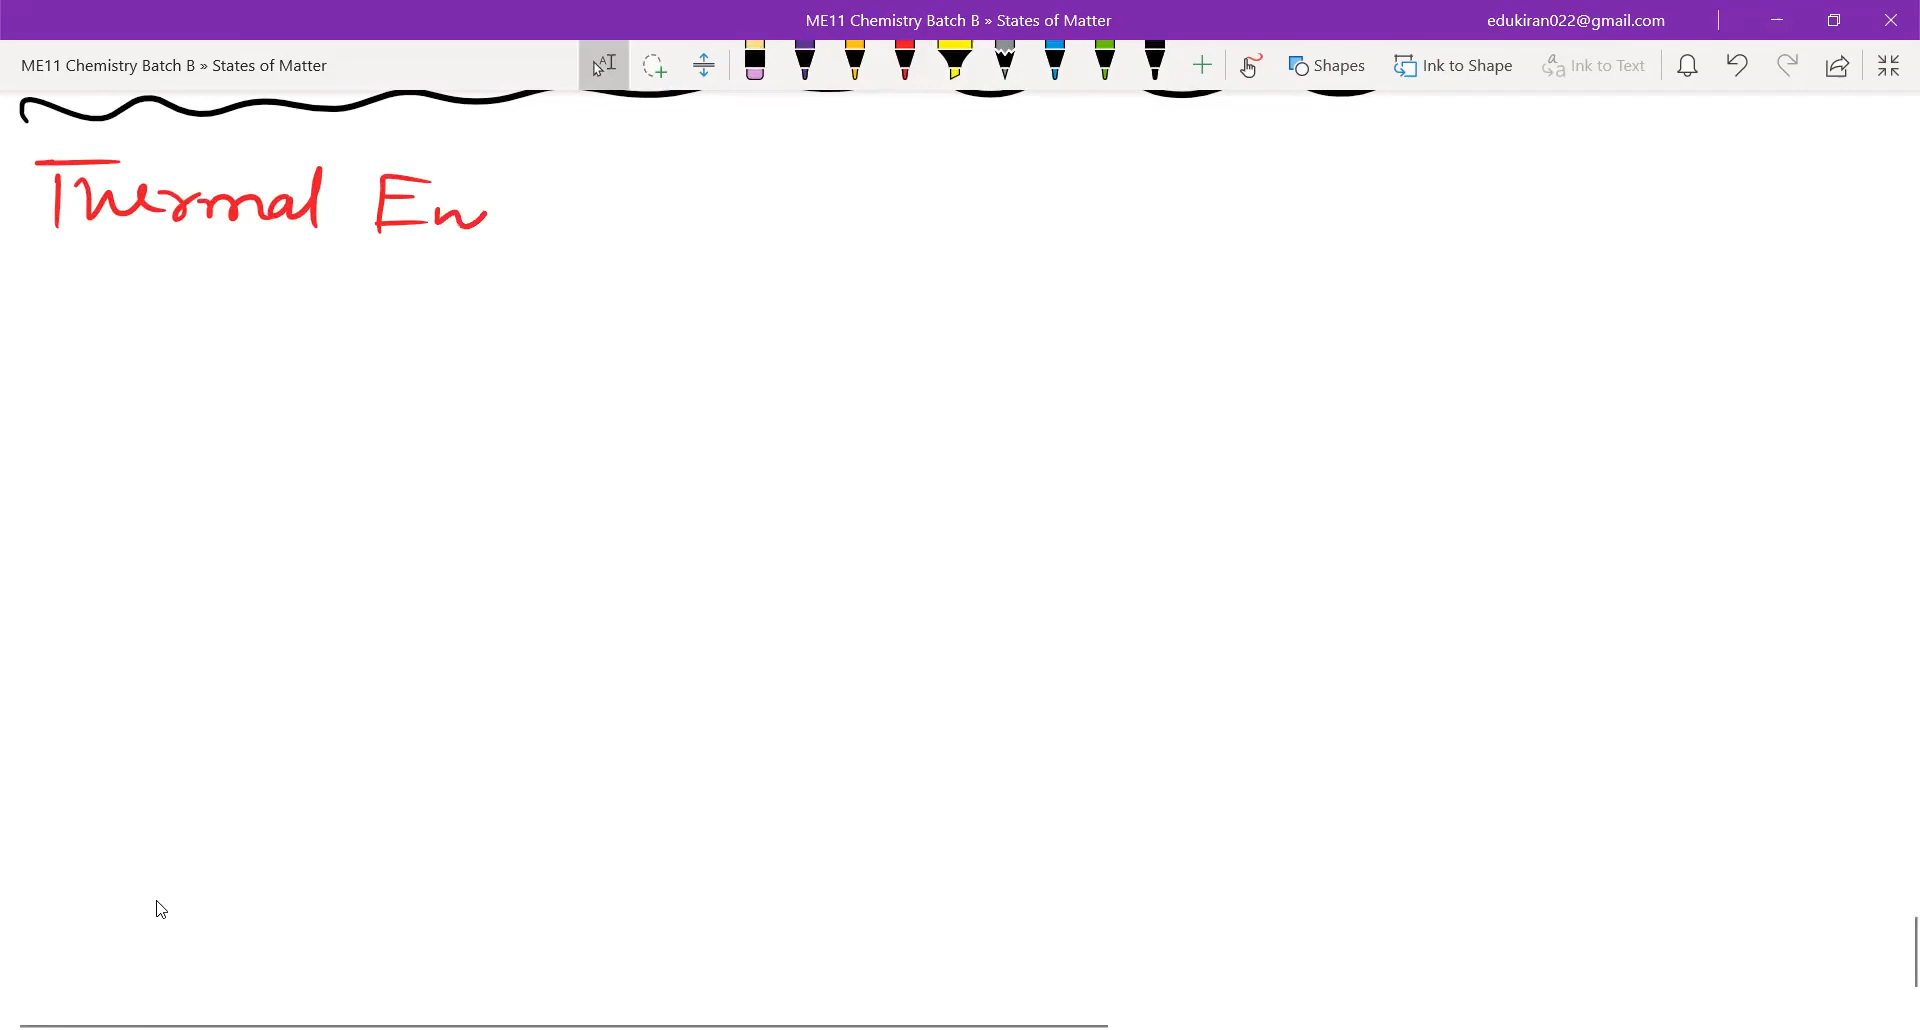 ME11 Chemistry Batch B » States of Matter
edukiran022@gmail.com
ME11 Chemistry Batch B » States of Matter
Shapes
Ink to Shape
Ink to Text
Thermal En